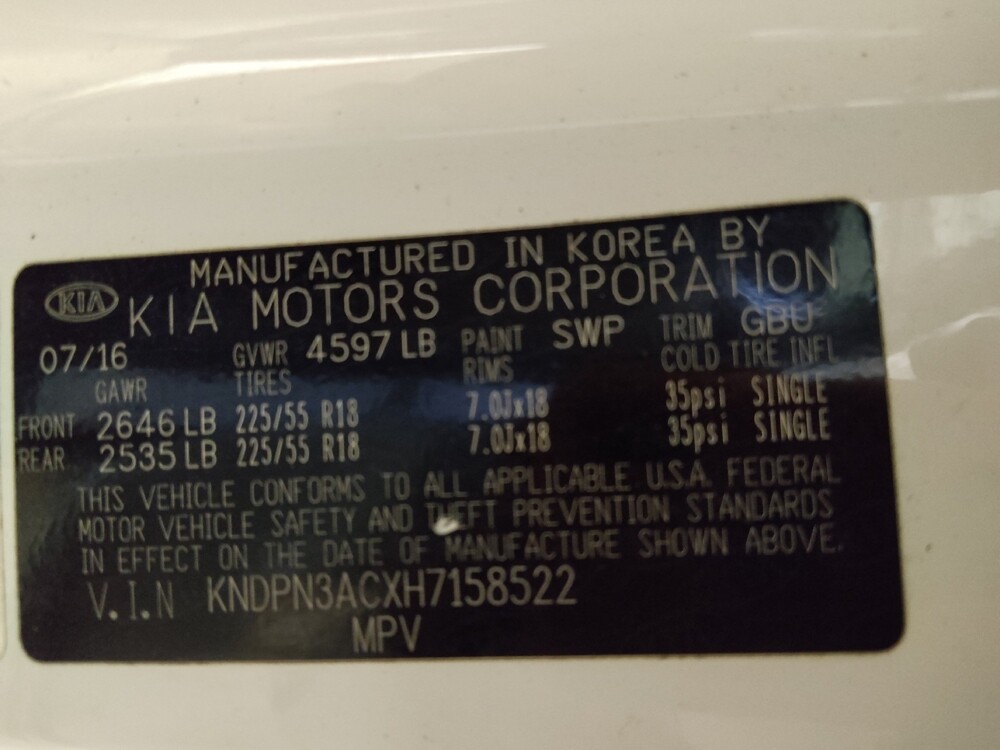 MANUFACTURED IN KOREA BY
KIA KIA MOTORS CORPORATION
07/16 GVWR 4597 LB PAINT SWP TRIM GBU
GAWR TIRES RIMS COLD TIRE INFL
FRONT 2646 LB 225/55 R18 7.0Jx18 35psi SINGLE
REAR 2535 LB 225/55 R18 7.0Jx18 35psi SINGLE
THIS VEHICLE CONFORMS TO ALL APPLICABLE U.S.A. FEDERAL
MOTOR VEHICLE SAFETY AND THEFT PREVENTION STANDARDS
IN EFFECT ON THE DATE OF MANUFACTURE SHOWN ABOVE.
V.I.N KNDPN3ACXH7158522
MPV